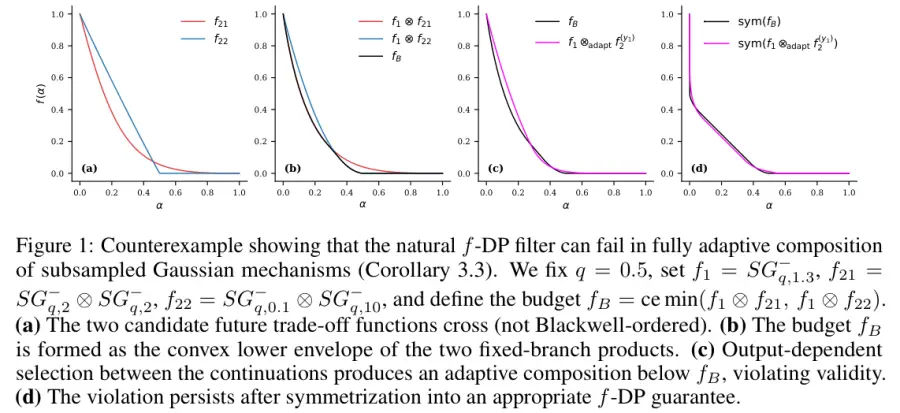 1.0
0.8
0.6
0.4
0.2
0.0
f(α)
f₂₁
f₂₂
(a)
0.0 0.2 0.4 0.6 0.8 1.0
α
1.0
0.8
0.6
0.4
0.2
0.0
f₁ ⊗ f₂₁
f₁ ⊗ f₂₂
f_B
(b)
0.0 0.2 0.4 0.6 0.8 1.0
α
1.0
0.8
0.6
0.4
0.2
0.0
f_B
f₁ ⊗_adapt f₂^(y₁)
(c)
0.0 0.2 0.4 0.6 0.8 1.0
α
1.0
0.8
0.6
0.4
0.2
0.0
sym(f_B)
sym(f₁ ⊗_adapt f₂^(y₁))
(d)
0.0 0.2 0.4 0.6 0.8 1.0
α
Figure 1: Counterexample showing that the natural f-DP filter can fail in fully adaptive composition
of subsampled Gaussian mechanisms (Corollary 3.3). We fix q = 0.5, set f₁ = SG⁻_{q,1.3}, f₂₁ =
SG⁻_{q,2} ⊗ SG⁻_{q,2}, f₂₂ = SG⁻_{q,0.1} ⊗ SG⁻_{q,10}, and define the budget f_B = ce min(f₁ ⊗ f₂₁, f₁ ⊗ f₂₂).
(a) The two candidate future trade-off functions cross (not Blackwell-ordered). (b) The budget f_B
is formed as the convex lower envelope of the two fixed-branch products. (c) Output-dependent
selection between the continuations produces an adaptive composition below f_B, violating validity.
(d) The violation persists after symmetrization into an appropriate f-DP guarantee.